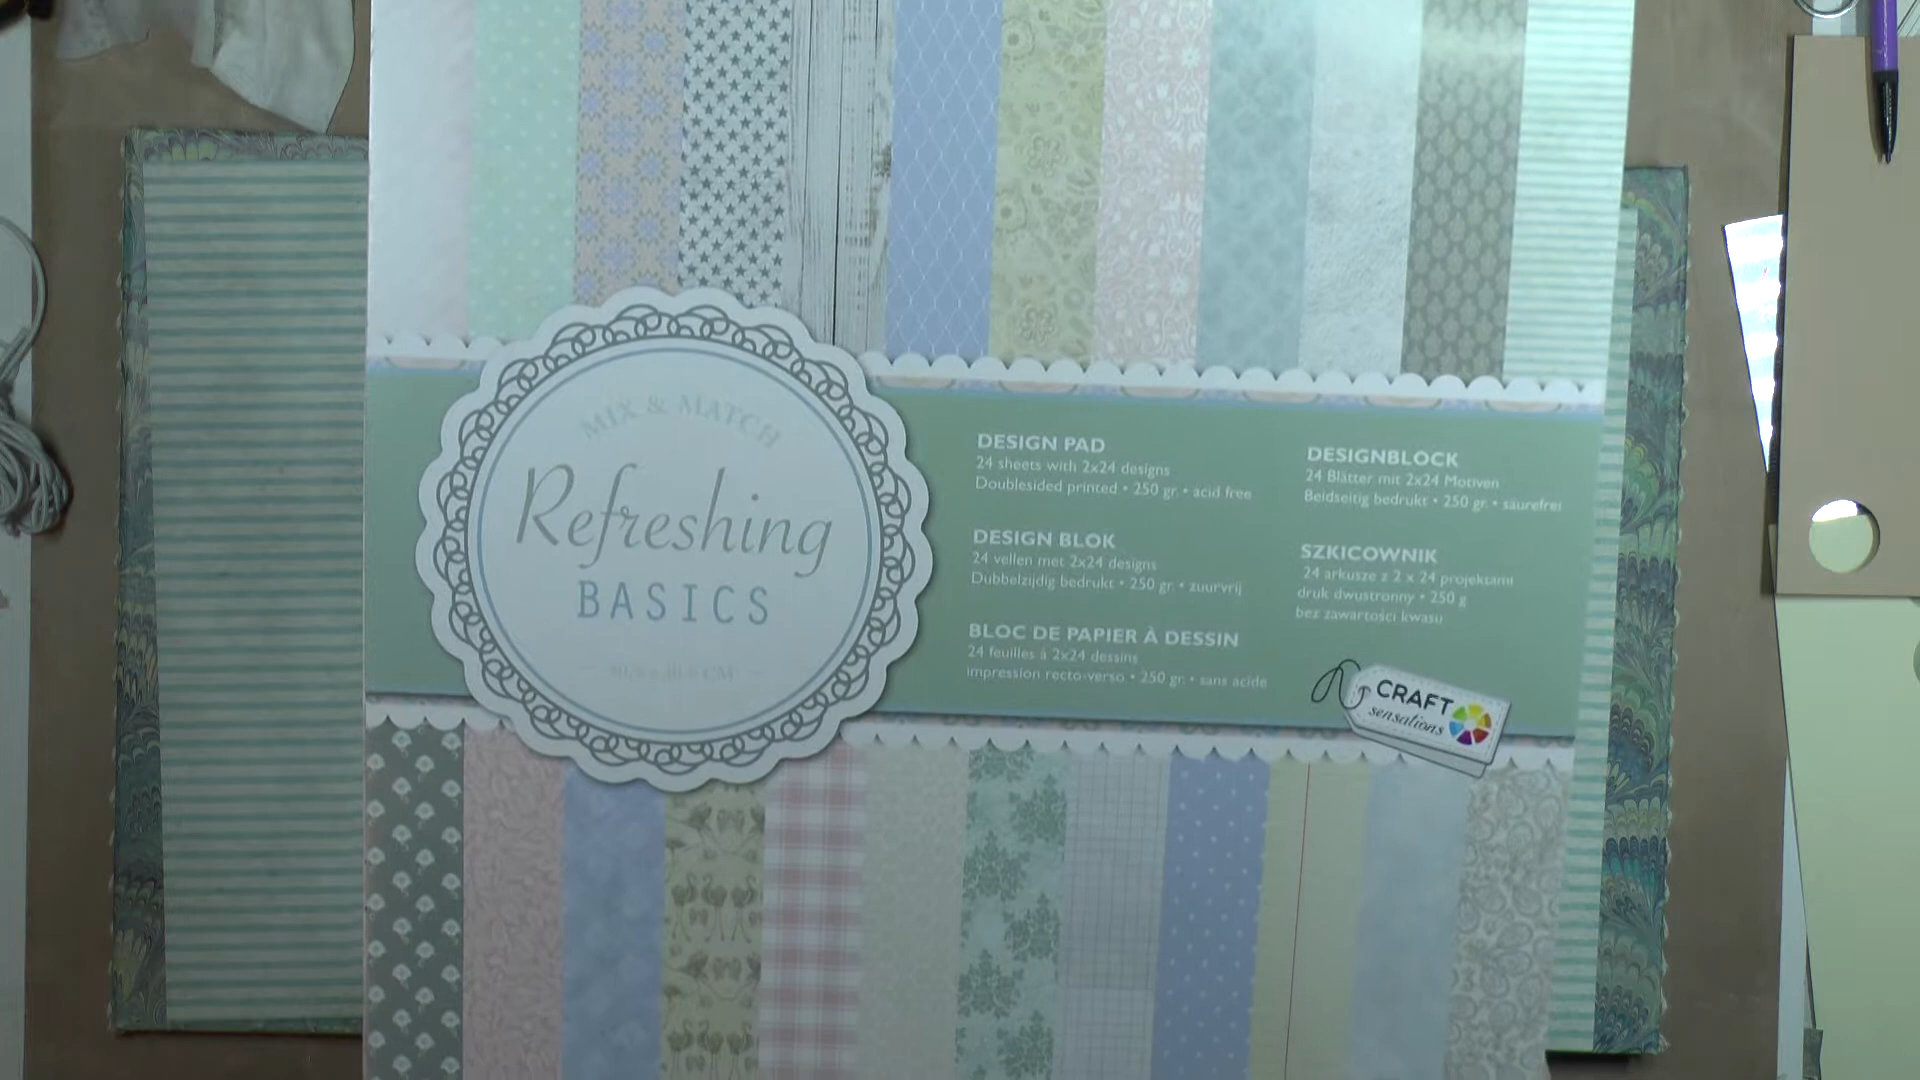 MIX & MATCH
Refreshing
BASICS
DESIGN PAD
24 sheets with 2x24 designs
Doublesided printed • 250 gr. • acid free
DESIGN BLOK
24 vellen met 2x24 designs
Dubbelzijdig bedrukt • 250 gr. • zuurvrij
BLOC DE PAPIER À DESSIN
24 feuilles à 2x24 dessins
impression recto-verso • 250 gr. • sans acide
DESIGNBLOCK
24 Blätter mit 2x24 Motiven
Beidseitig bedrukt • 250 gr. • säurefrei
SZKICOWNIK
24 arkusze z 2 x 24 projektami
druk dwustronny • 250 g
bez zawartości kwasu
CRAFT
sensations